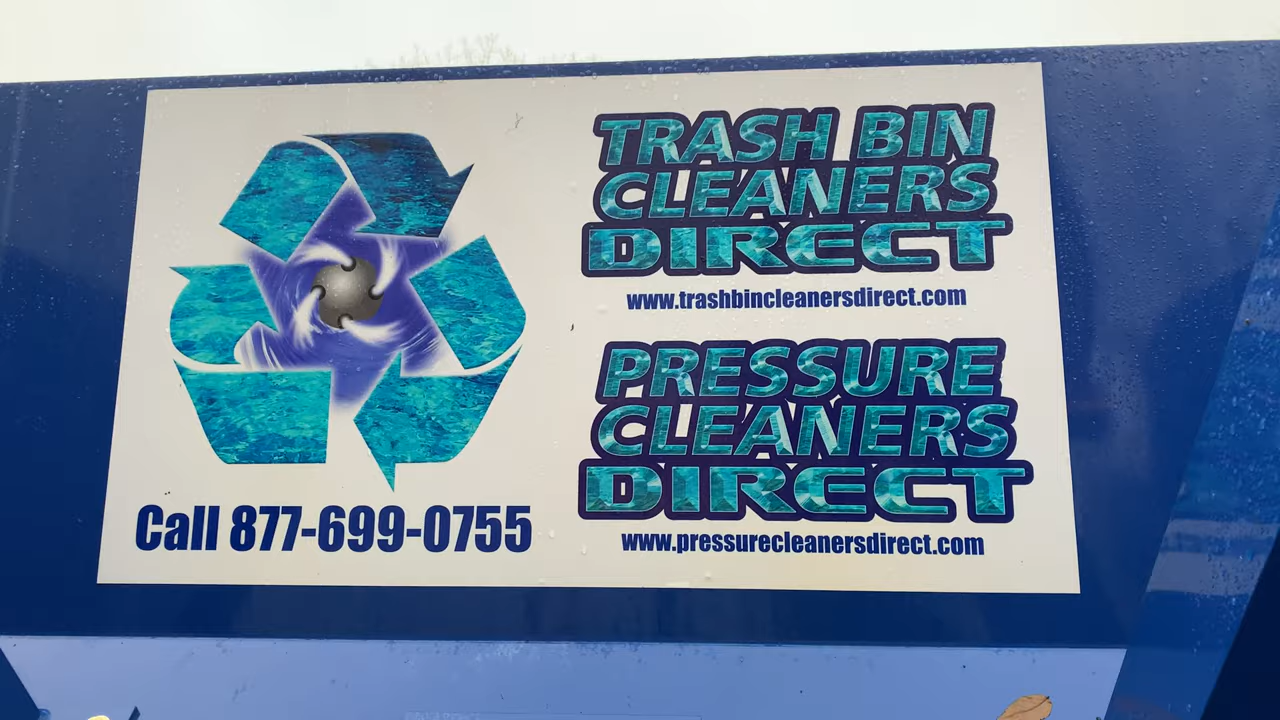 TRASH BIN
CLEANERS
DIRECT
www.trashbincleanersdirect.com
PRESSURE
CLEANERS
DIRECT
www.pressurecleanersdirect.com
Call 877-699-0755